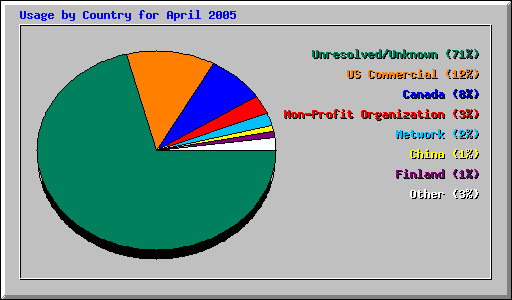 Usage by Country for April 2005
Unresolved/Unknown (71%)
US Commercial (12%)
Canada (8%)
Non-Profit Organization (3%)
Network (2%)
China (1%)
Finland (1%)
Other (3%)